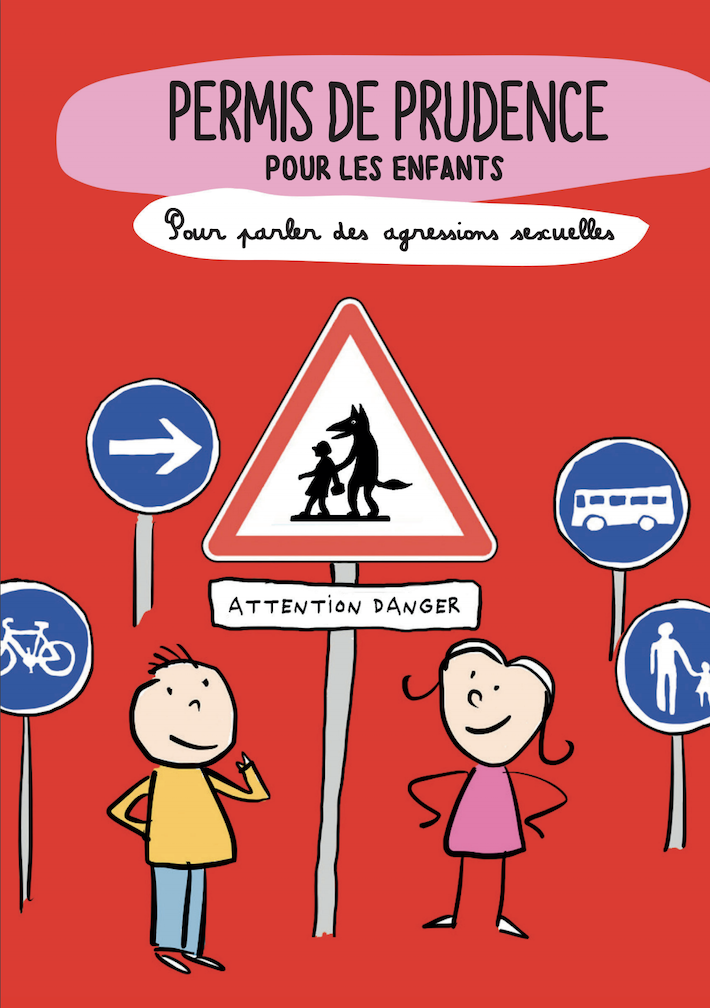 PERMIS DE PRUDENCE
POUR LES ENFANTS
Pour parler des agressions sexuelles
ATTENTION DANGER